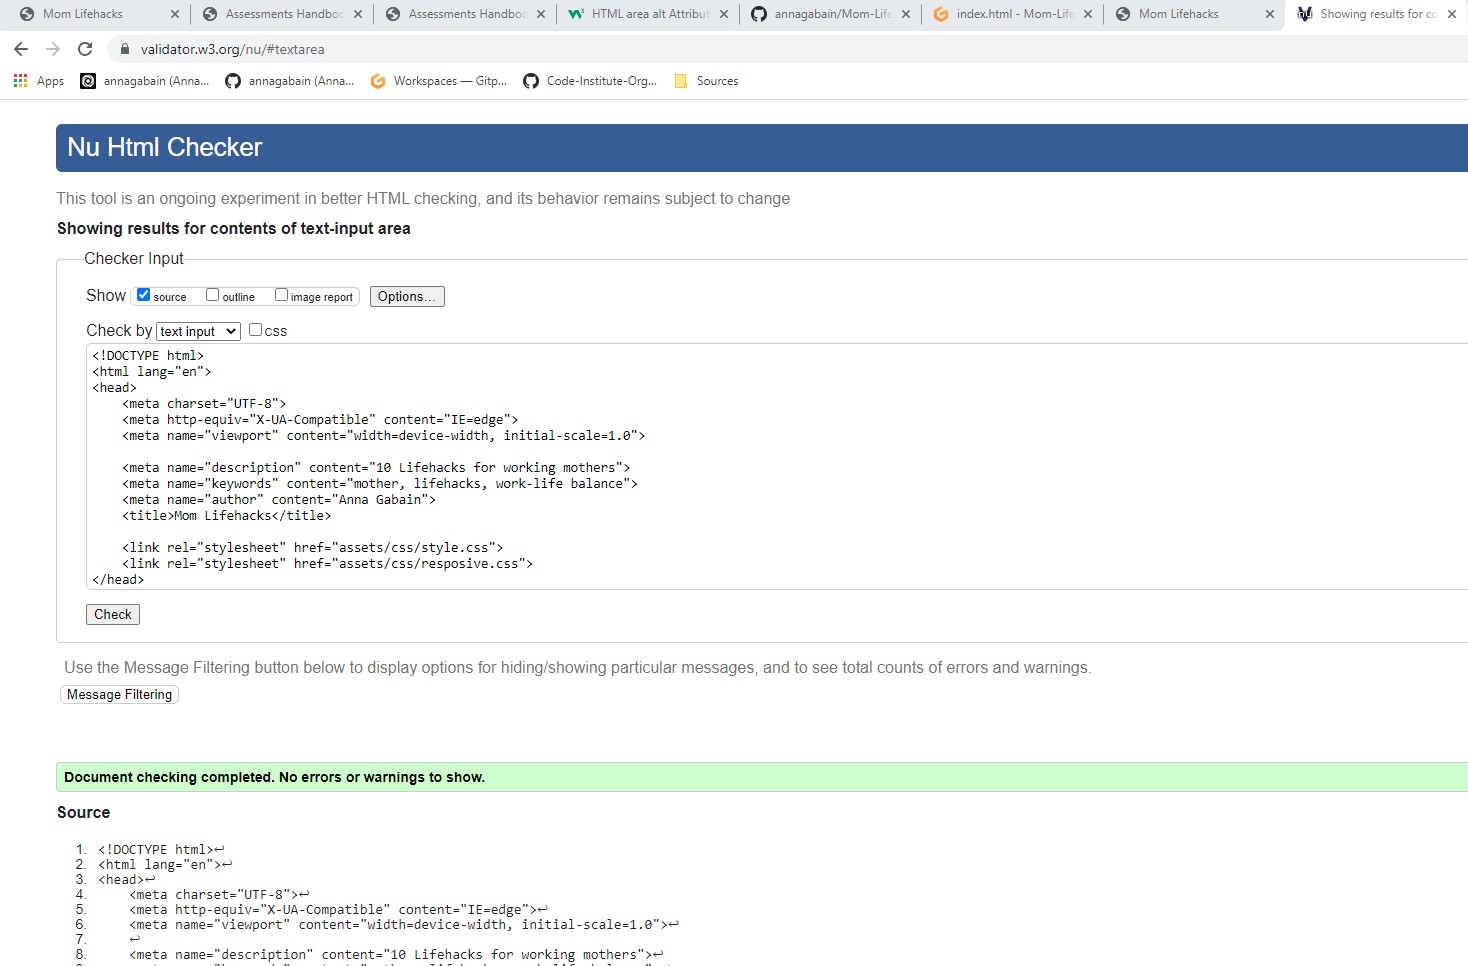 Mom Lifehacks
Assessments Handboo
Assessments Handboo
HTML area alt Attribut
annagabain/Mom-Life
index.html - Mom-Life
Mom Lifehacks
Showing results for co
validator.w3.org/nu/#textarea
Apps
annagabain (Anna...
annagabain (Anna...
Workspaces — Gitp...
Code-Institute-Org...
Sources
Nu Html Checker
This tool is an ongoing experiment in better HTML checking, and its behavior remains subject to change
Showing results for contents of text-input area
Checker Input
Show source outline image report Options...
Check by text input css
<!DOCTYPE html>
<html lang="en">
<head>
<meta charset="UTF-8">
<meta http-equiv="X-UA-Compatible" content="IE=edge">
<meta name="viewport" content="width=device-width, initial-scale=1.0">
<meta name="description" content="10 Lifehacks for working mothers">
<meta name="keywords" content="mother, lifehacks, work-life balance">
<meta name="author" content="Anna Gabain">
<title>Mom Lifehacks</title>
<link rel="stylesheet" href="assets/css/style.css">
<link rel="stylesheet" href="assets/css/resposive.css">
</head>
Check
Use the Message Filtering button below to display options for hiding/showing particular messages, and to see total counts of errors and warnings.
Message Filtering
Document checking completed. No errors or warnings to show.
Source
1. <!DOCTYPE html>↩
2. <html lang="en">↩
3. <head>↩
4. <meta charset="UTF-8">↩
5. <meta http-equiv="X-UA-Compatible" content="IE=edge">↩
6. <meta name="viewport" content="width=device-width, initial-scale=1.0">↩
7. ↩
8. <meta name="description" content="10 Lifehacks for working mothers">↩